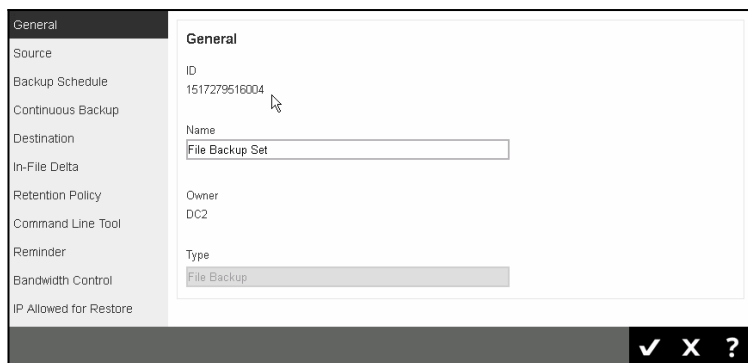 General
Source
Backup Schedule
Continuous Backup
Destination
In-File Delta
Retention Policy
Command Line Tool
Reminder
Bandwidth Control
IP Allowed for Restore
General
ID
1517279516004
Name
File Backup Set
Owner
DC2
Type
File Backup
X ?